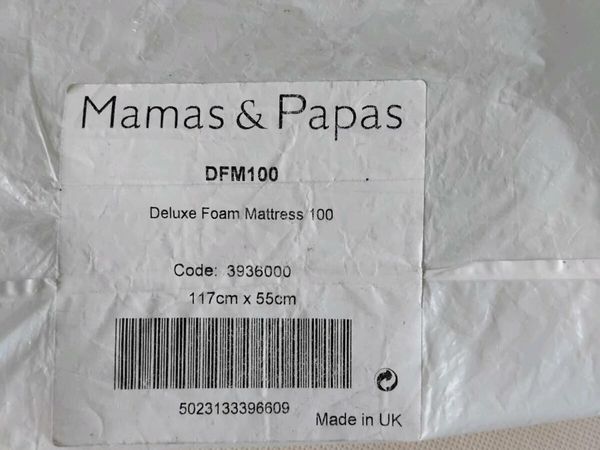 Mamas & Papas
DFM100
Deluxe Foam Mattress 100
Code: 3936000
117cm x 55cm
5023133396609
Made in UK